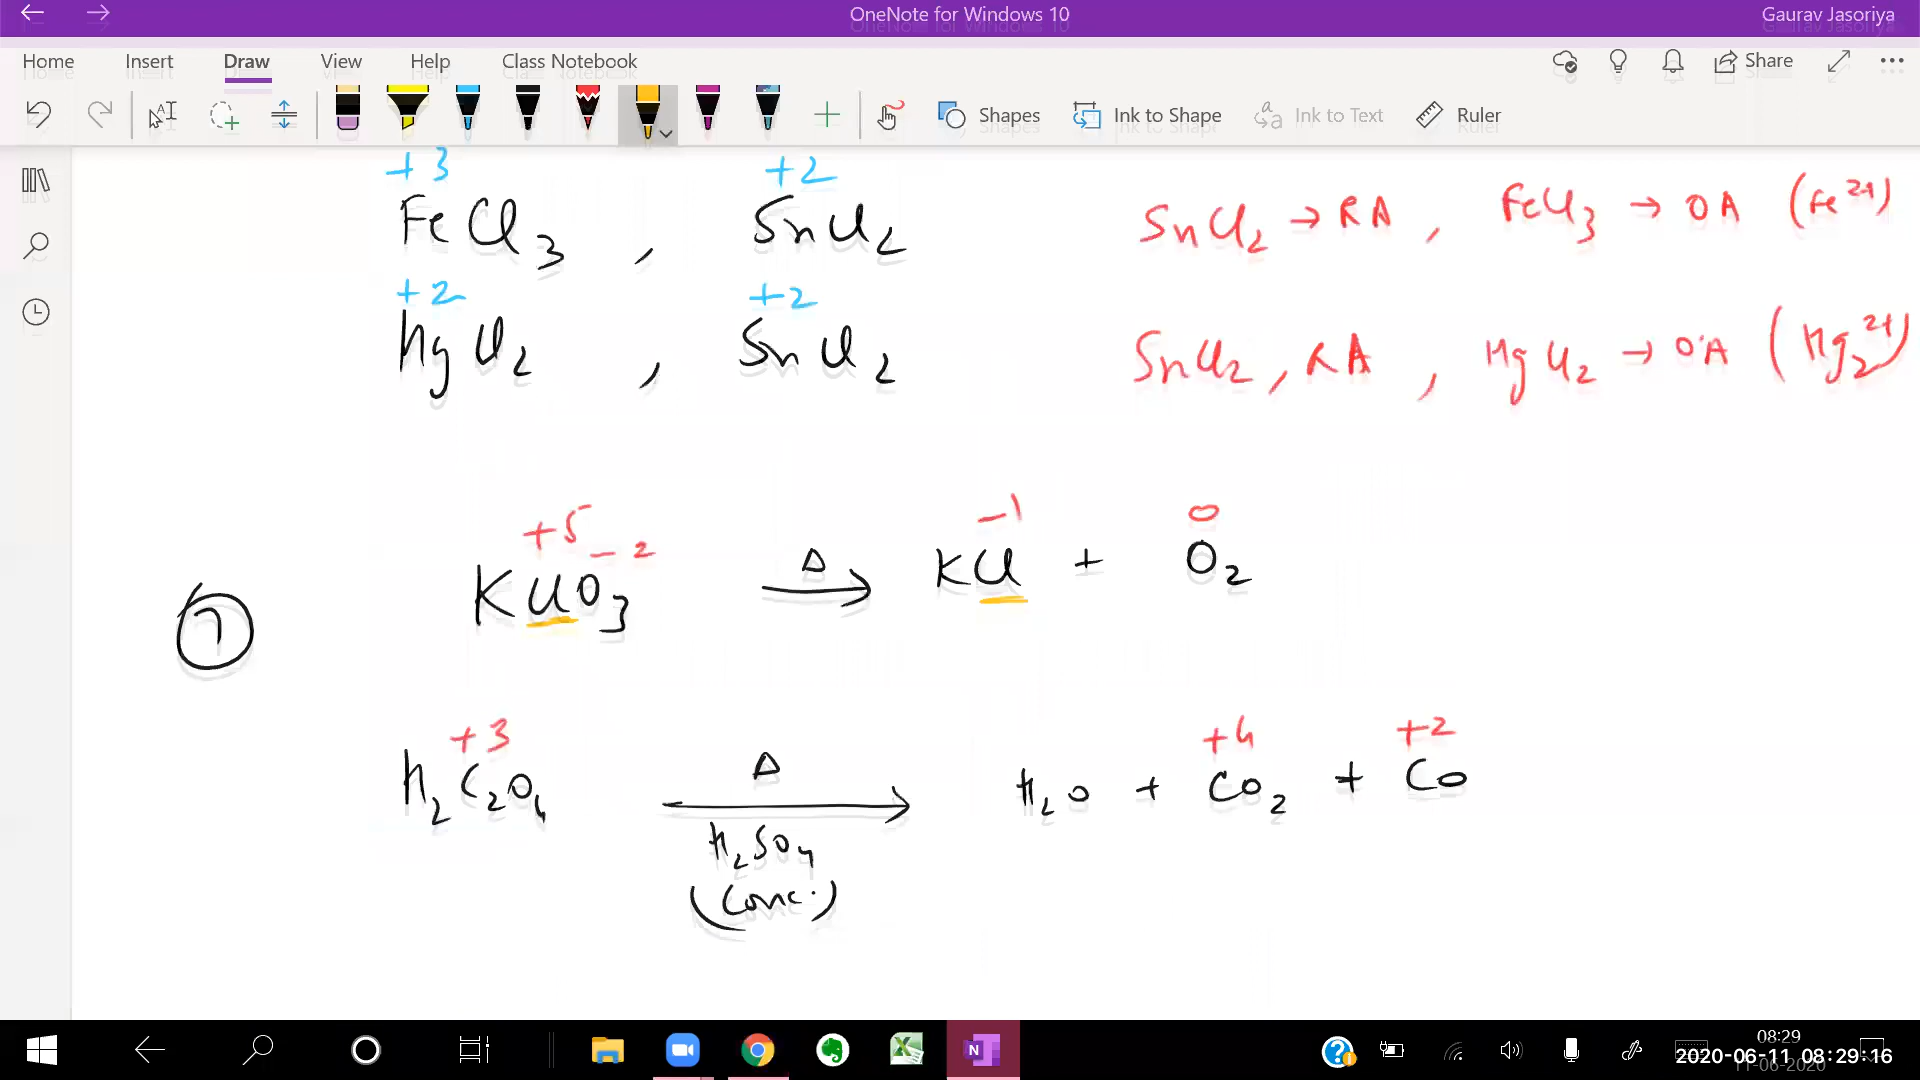 OneNote for Windows 10
Gaurav Jasoriya
Home Insert Draw View Help Class Notebook
Share
Shapes Ink to Shape Ink to Text Ruler
+3 +2
FeCl3 , SnCl2 SnCl2 → RA , FeCl3 → OA (Fe2+)
+2 +2
HgCl2 , SnCl2 SnCl2 , RA , HgCl2 → OA (Hg2 2+)
+5 -2 -1 0
7 KClO3 Δ → KCl + O2
+3 +4 +2
H2C2O4 Δ → H2O + CO2 + CO
H2SO4
(Conc.)
08:29
2020-06-11 08:29:16
11-06-2020